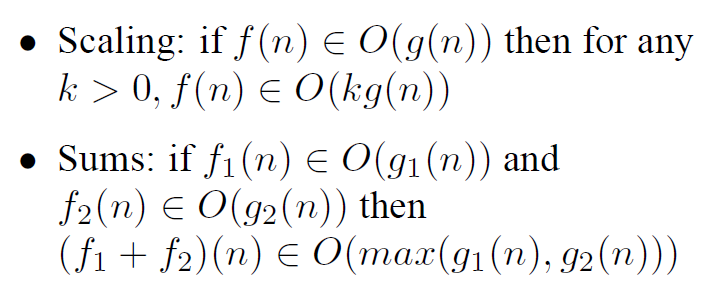 • Scaling: if f(n) ∈ O(g(n)) then for any
k > 0, f(n) ∈ O(kg(n))
• Sums: if f₁(n) ∈ O(g₁(n)) and
f₂(n) ∈ O(g₂(n)) then
(f₁ + f₂)(n) ∈ O(max(g₁(n), g₂(n)))